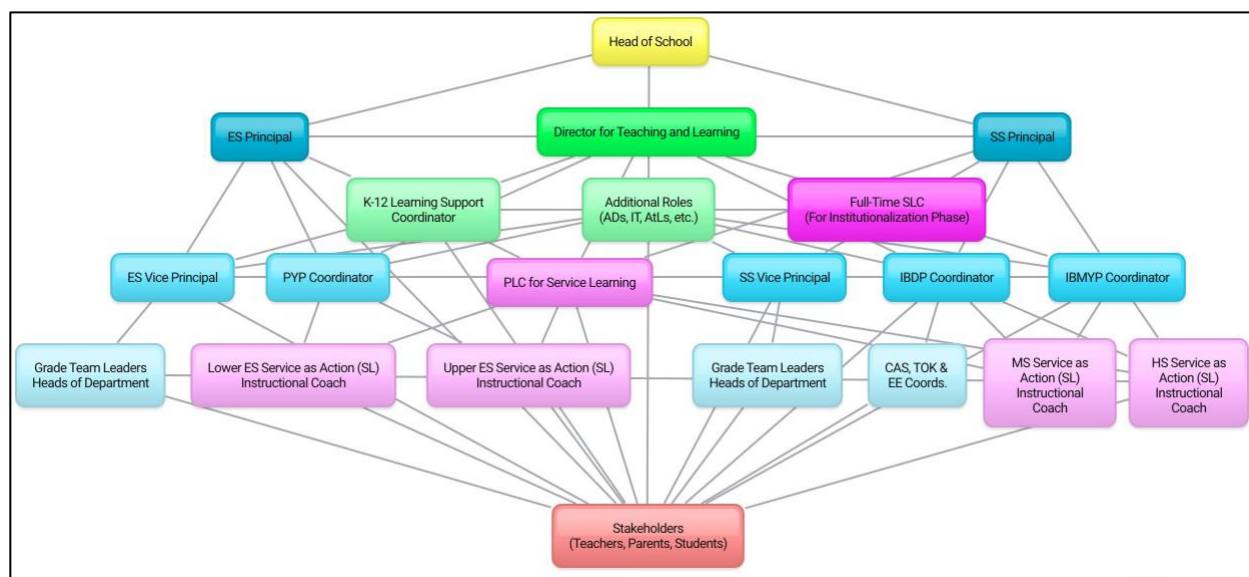 Head of School
ES Principal
Director for Teaching and Learning
SS Principal
K-12 Learning Support
Coordinator
Additional Roles
(ADs, IT, AtLs, etc.)
Full-Time SLC
(For Institutionalization Phase)
ES Vice Principal
PYP Coordinator
PLC for Service Learning
SS Vice Principal
IBDP Coordinator
IBMYP Coordinator
Grade Team Leaders
Heads of Department
Lower ES Service as Action (SL)
Instructional Coach
Upper ES Service as Action (SL)
Instructional Coach
Grade Team Leaders
Heads of Department
CAS, TOK &
EE Coords.
MS Service as
Action (SL)
Instructional
Coach
HS Service as
Action (SL)
Instructional
Coach
Stakeholders
(Teachers, Parents, Students)